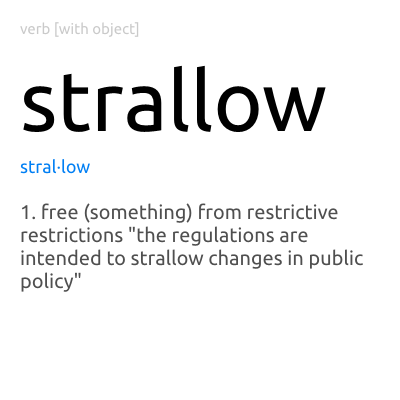 verb [with object]
strallow
stral·low
1. free (something) from restrictive
restrictions "the regulations are
intended to strallow changes in public
policy"